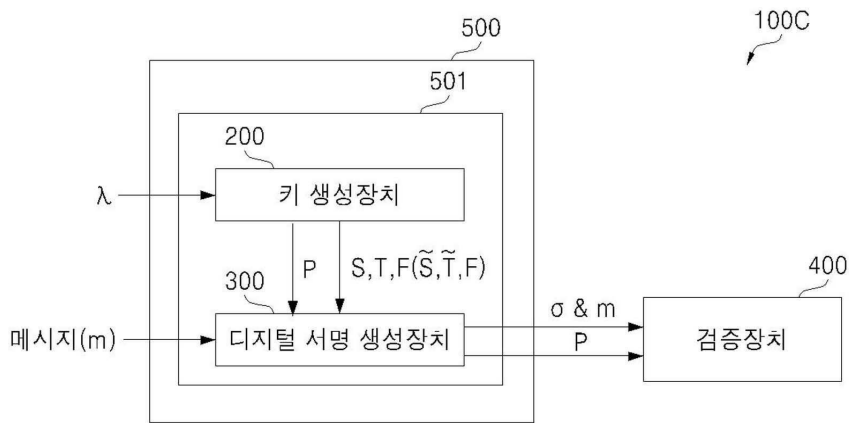 100C
500
501
200
λ
키 생성장치
P
S,T,F(S̃,T̃,F)
300
400
메시지(m)
디지털 서명 생성장치
σ & m
P
검증장치